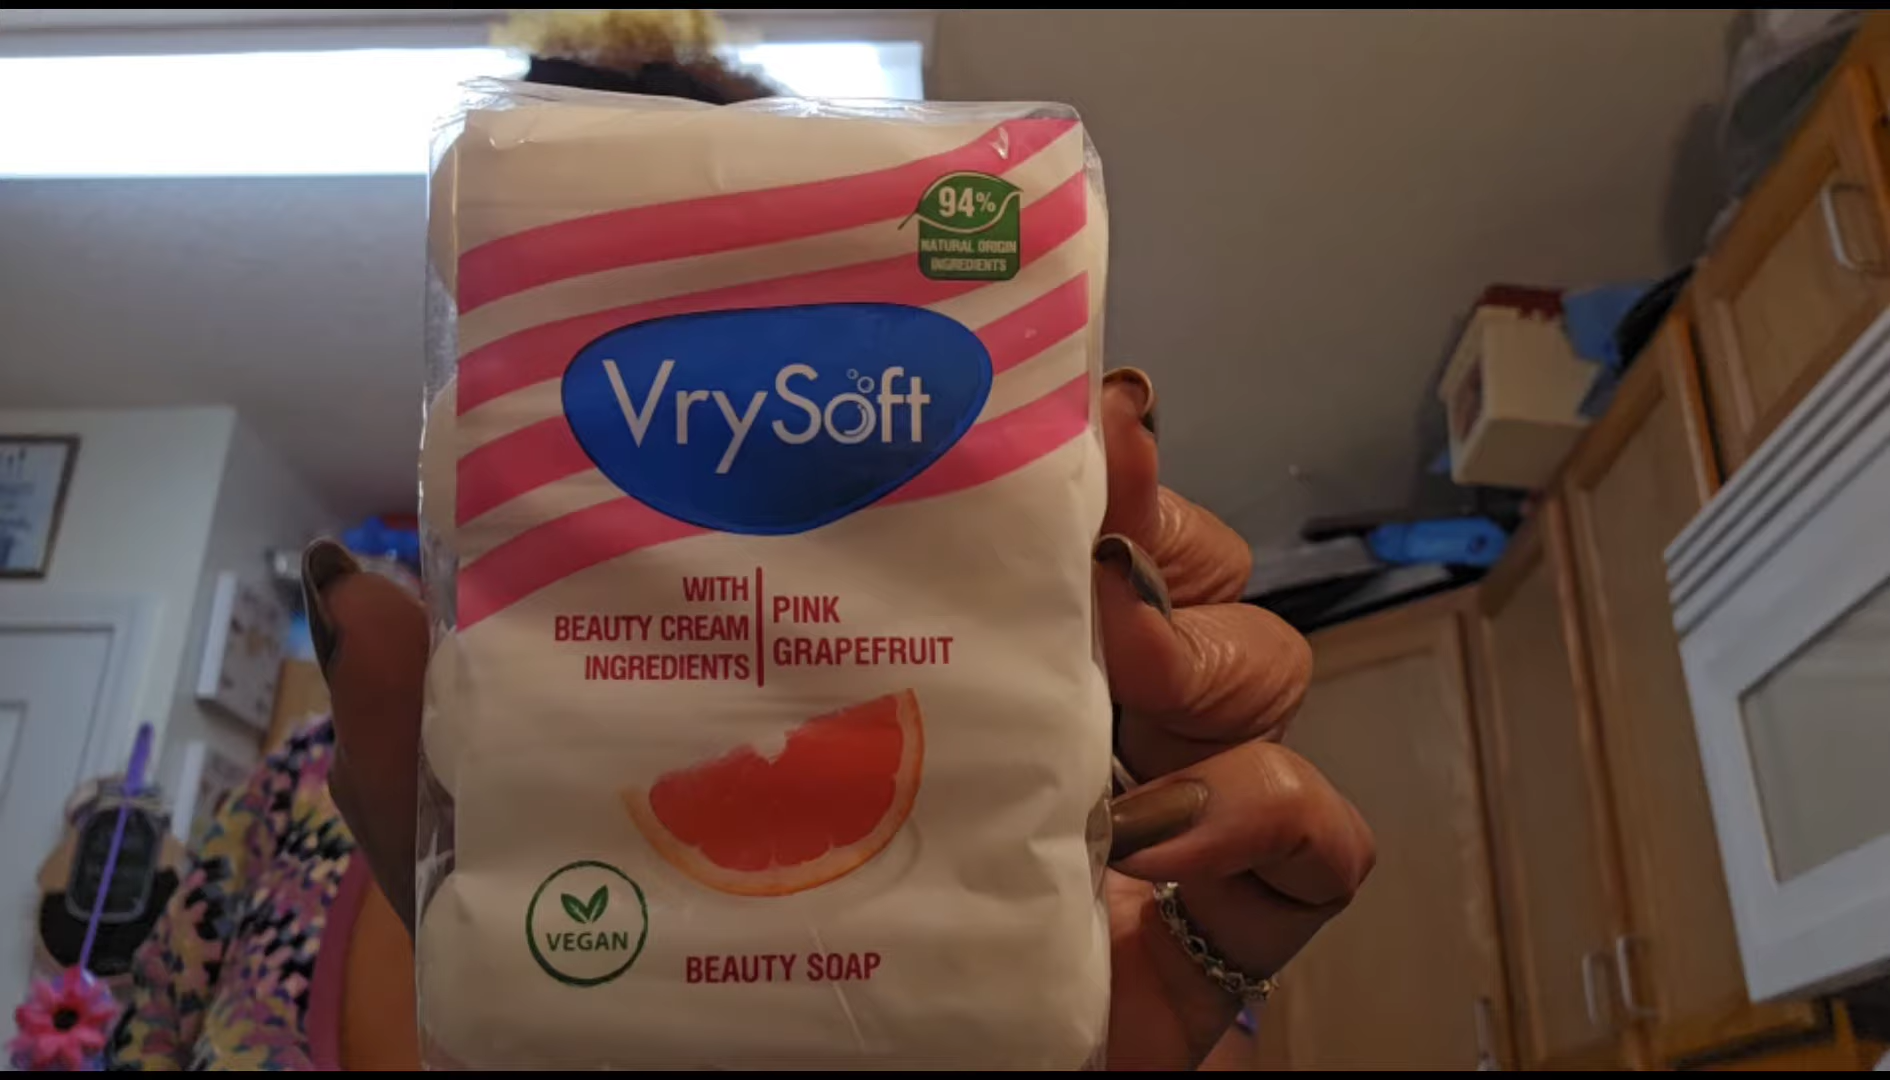 94%
NATURAL ORIGIN
INGREDIENTS
VrySoft
WITH
BEAUTY CREAM
INGREDIENTS
PINK
GRAPEFRUIT
VEGAN
BEAUTY SOAP